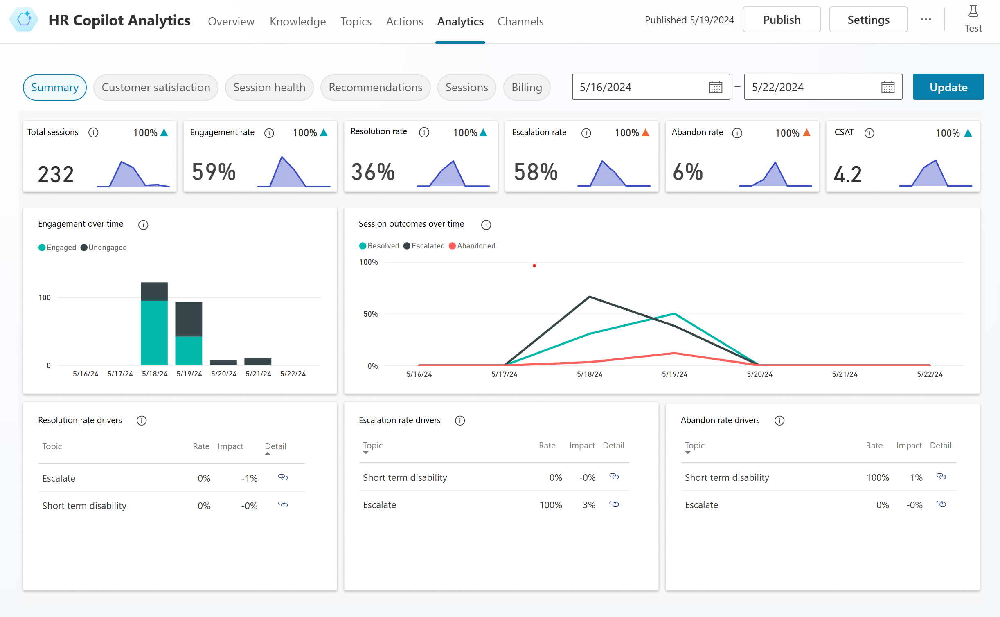 HR Copilot Analytics Overview Knowledge Topics Actions Analytics Channels Published 5/19/2024 Publish Settings ... Test
Summary Customer satisfaction Session health Recommendations Sessions Billing 5/16/2024 – 5/22/2024 Update
Total sessions 100%
232
Engagement rate 100%
59%
Resolution rate 100%
36%
Escalation rate 100%
58%
Abandon rate 100%
6%
CSAT 100%
4.2
Engagement over time
Engaged Unengaged
100
0
5/16/24 5/17/24 5/18/24 5/19/24 5/20/24 5/21/24 5/22/24
Session outcomes over time
Resolved Escalated Abandoned
100%
50%
0%
5/16/24 5/17/24 5/18/24 5/19/24 5/20/24 5/21/24 5/22/24
Resolution rate drivers
Topic Rate Impact Detail
Escalate 0% -1%
Short term disability 0% -0%
Escalation rate drivers
Topic Rate Impact Detail
Short term disability 0% -0%
Escalate 100% 3%
Abandon rate drivers
Topic Rate Impact Detail
Short term disability 100% 1%
Escalate 0% -0%